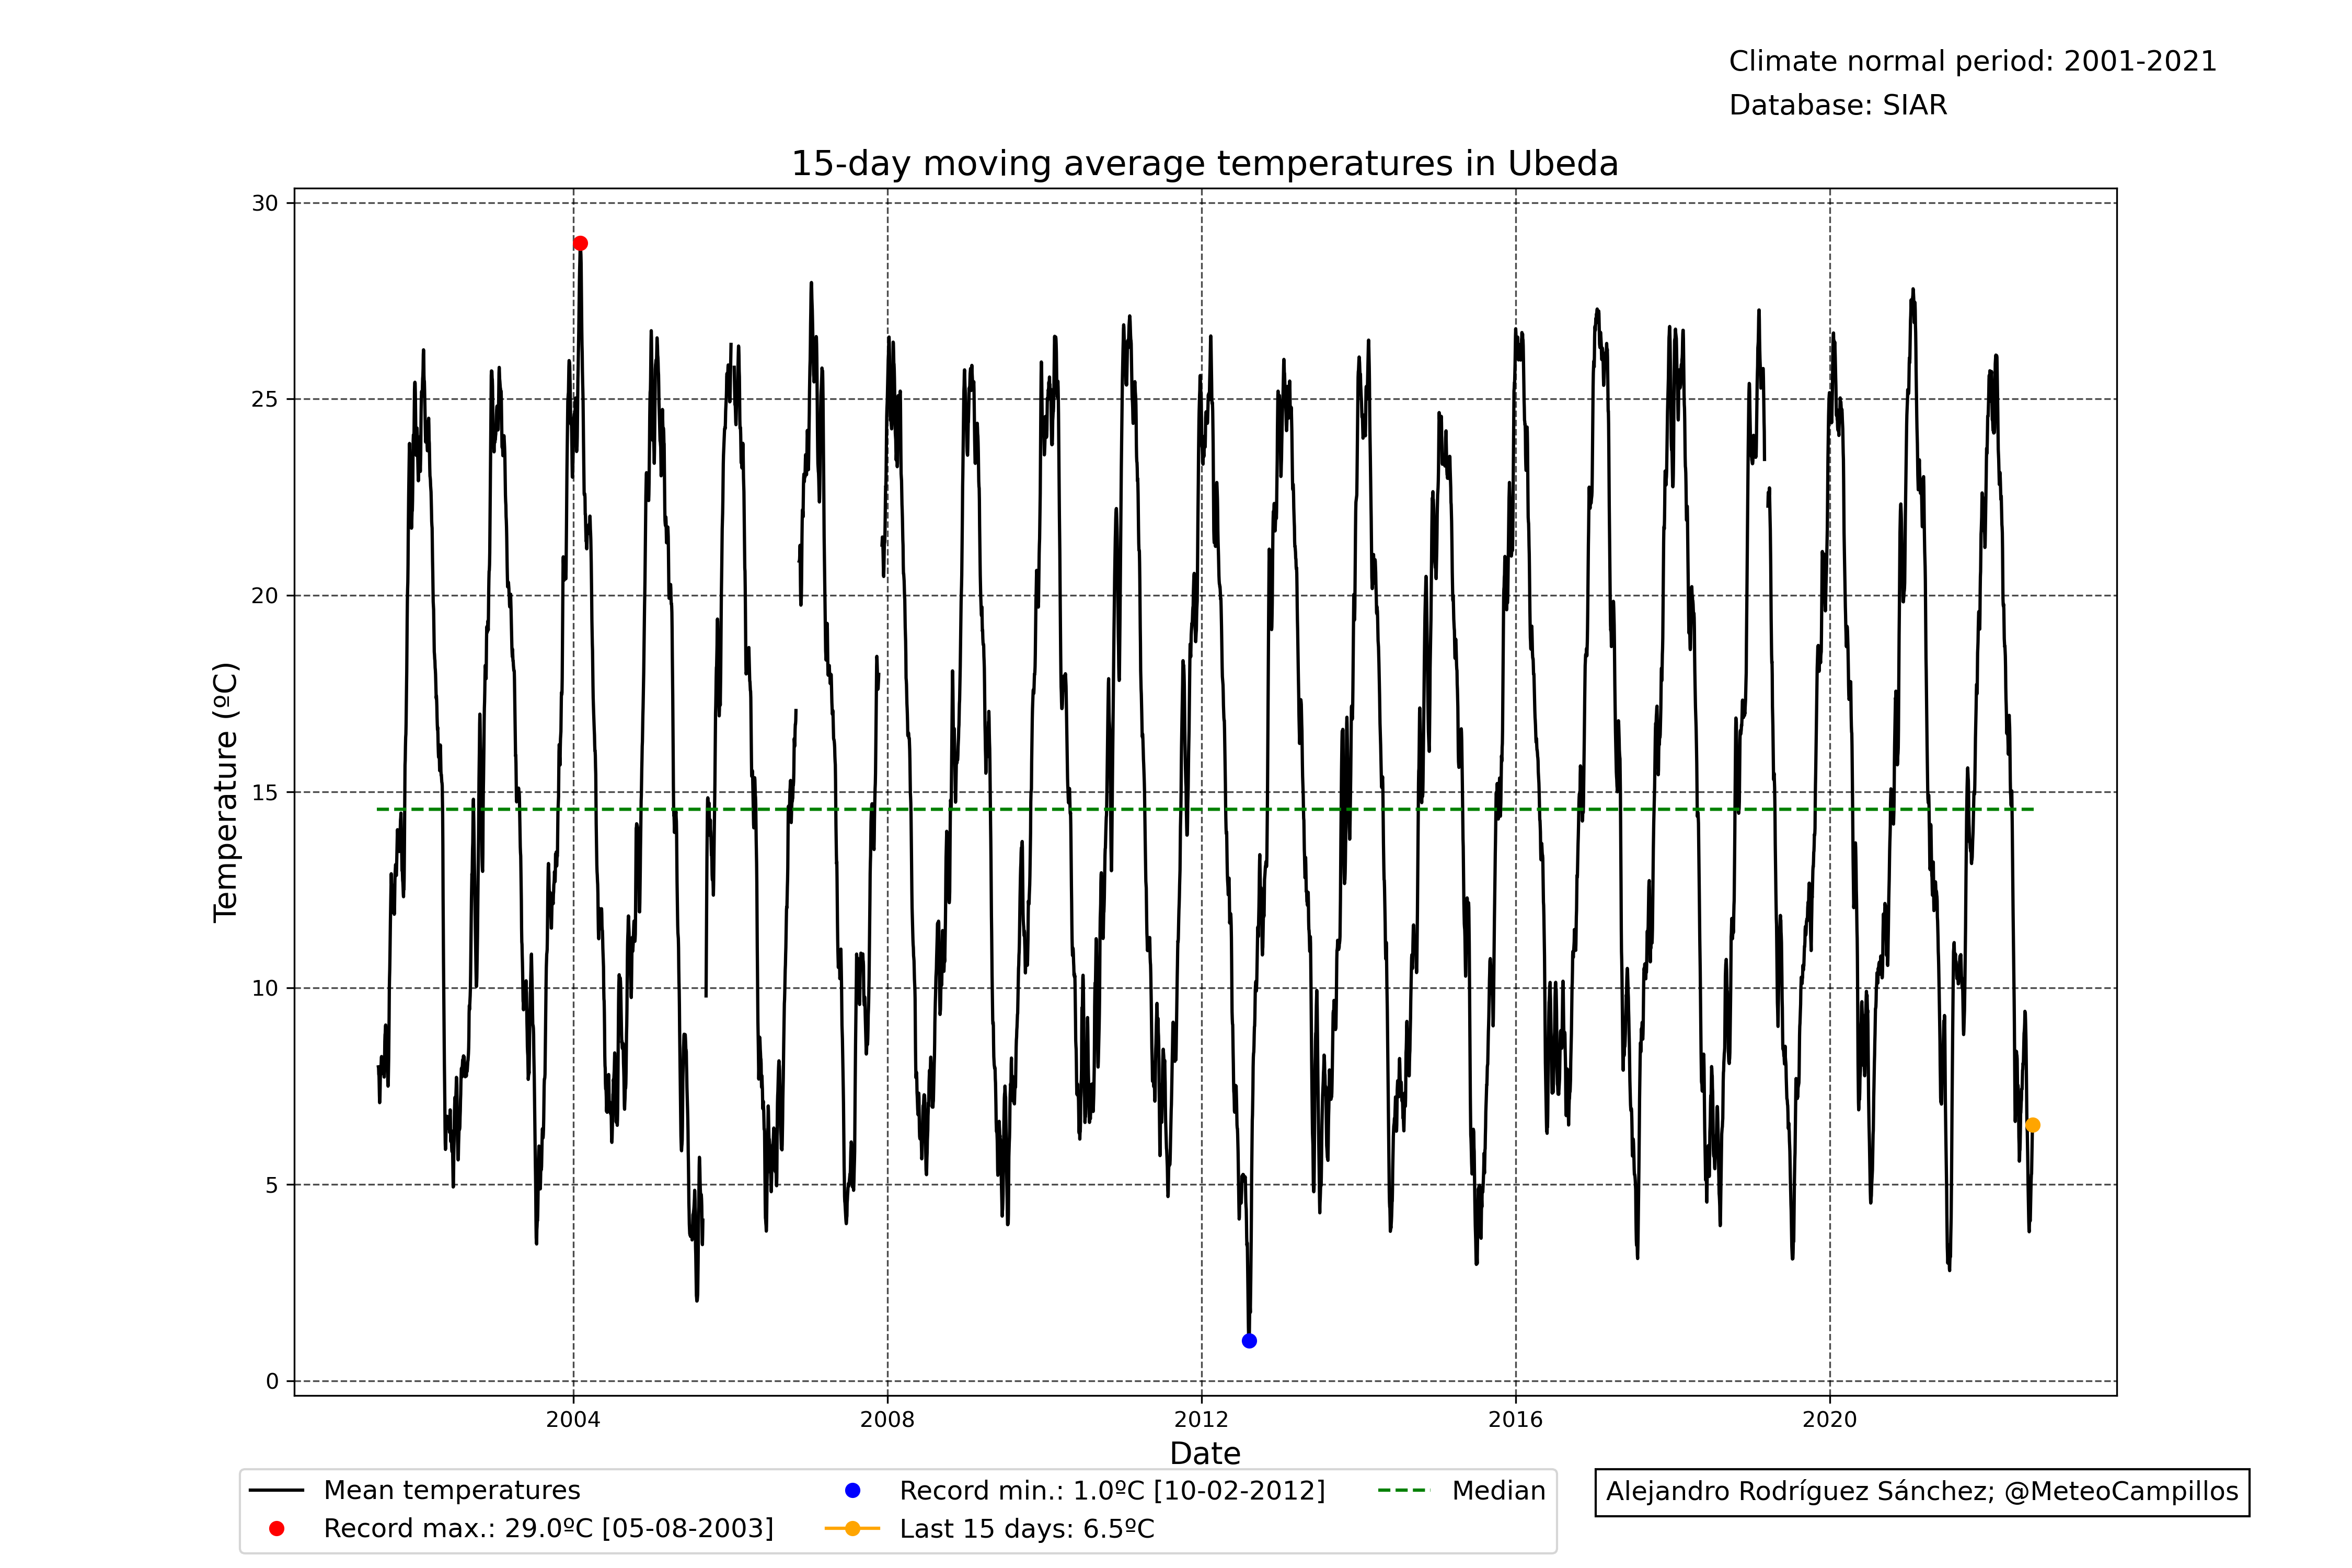 Climate normal period: 2001-2021
Database: SIAR
15-day moving average temperatures in Ubeda
30
25
20
15
10
5
0
Temperature (ºC)
2004
2008
2012
2016
2020
Date
Mean temperatures
Record max.: 29.0ºC [05-08-2003]
Record min.: 1.0ºC [10-02-2012]
Last 15 days: 6.5ºC
Median
Alejandro Rodríguez Sánchez; @MeteoCampillos